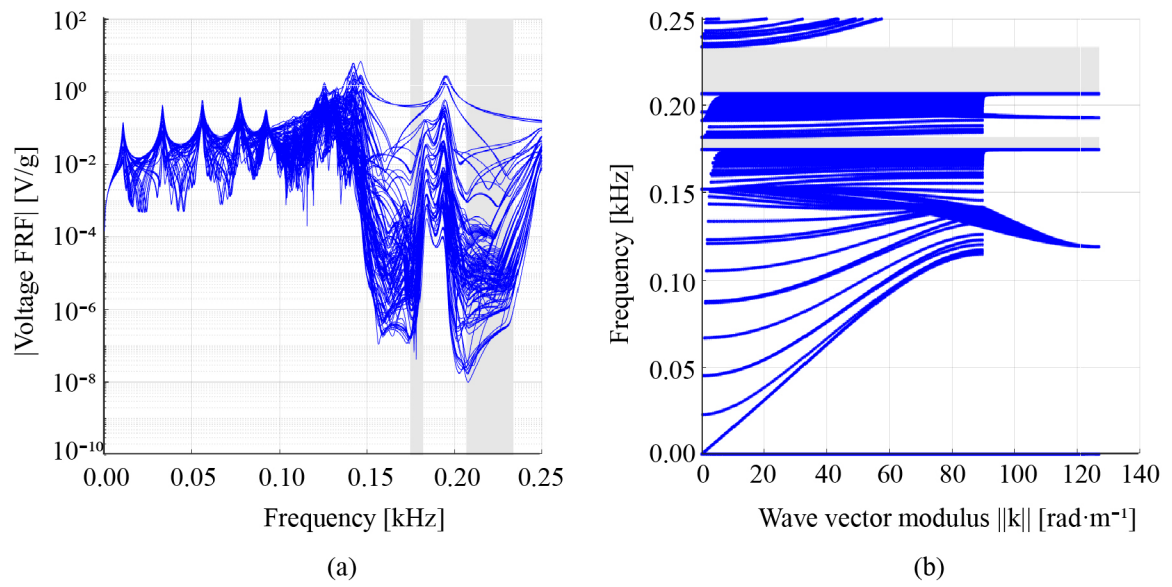 10²
10⁰
10⁻²
10⁻⁴
10⁻⁶
10⁻⁸
10⁻¹⁰
|Voltage FRF| [V/g]
0.00 0.05 0.10 0.15 0.20 0.25
Frequency [kHz]
(a)
0.25
0.20
0.15
0.10
0.05
0.00
Frequency [kHz]
0 20 40 60 80 100 120 140
Wave vector modulus ||k|| [rad·m⁻¹]
(b)